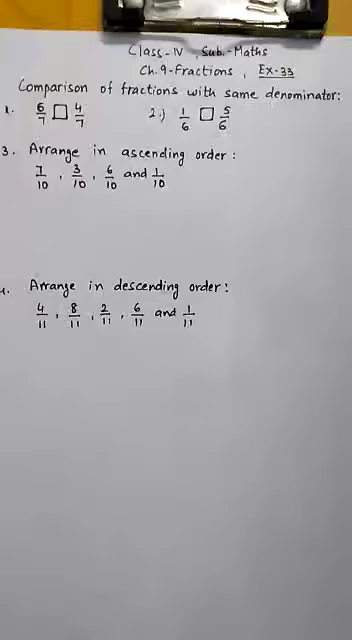 Class-IV, Sub.-Maths
Ch.9-Fractions, Ex-33
Comparison of fractions with same denominator:
1. 6/7 □ 4/7 2.) 1/6 □ 5/6
3. Arrange in ascending order:
7/10, 3/10, 6/10 and 1/10
4. Arrange in descending order:
4/11, 8/11, 2/11, 6/11 and 1/11